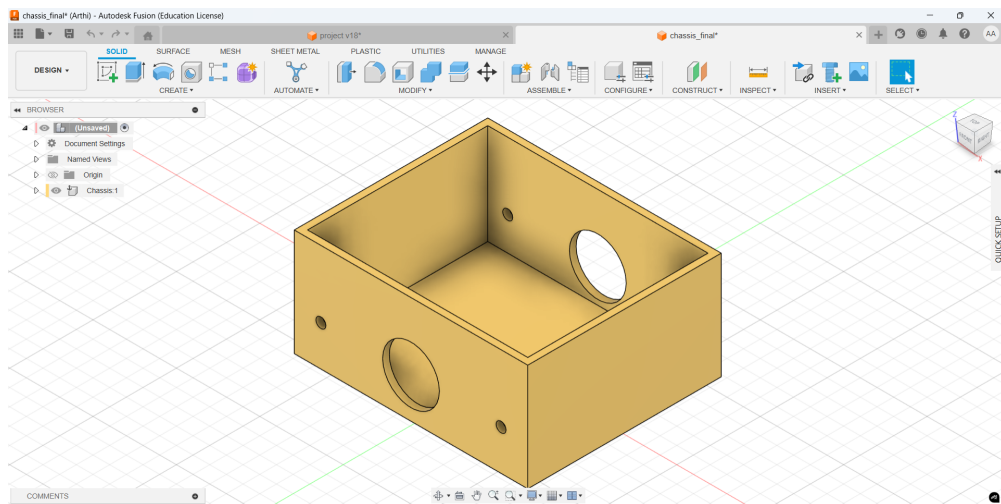 chassis_final* (Arthi) - Autodesk Fusion (Education License)
project v18*
chassis_final*
AA
SOLID SURFACE MESH SHEET METAL PLASTIC UTILITIES MANAGE
DESIGN
CREATE AUTOMATE MODIFY ASSEMBLE CONFIGURE CONSTRUCT INSPECT INSERT SELECT
BROWSER
(Unsaved)
Document Settings
Named Views
Origin
Chassis:1
Z
TOP
X
QUICK SETUP
COMMENTS